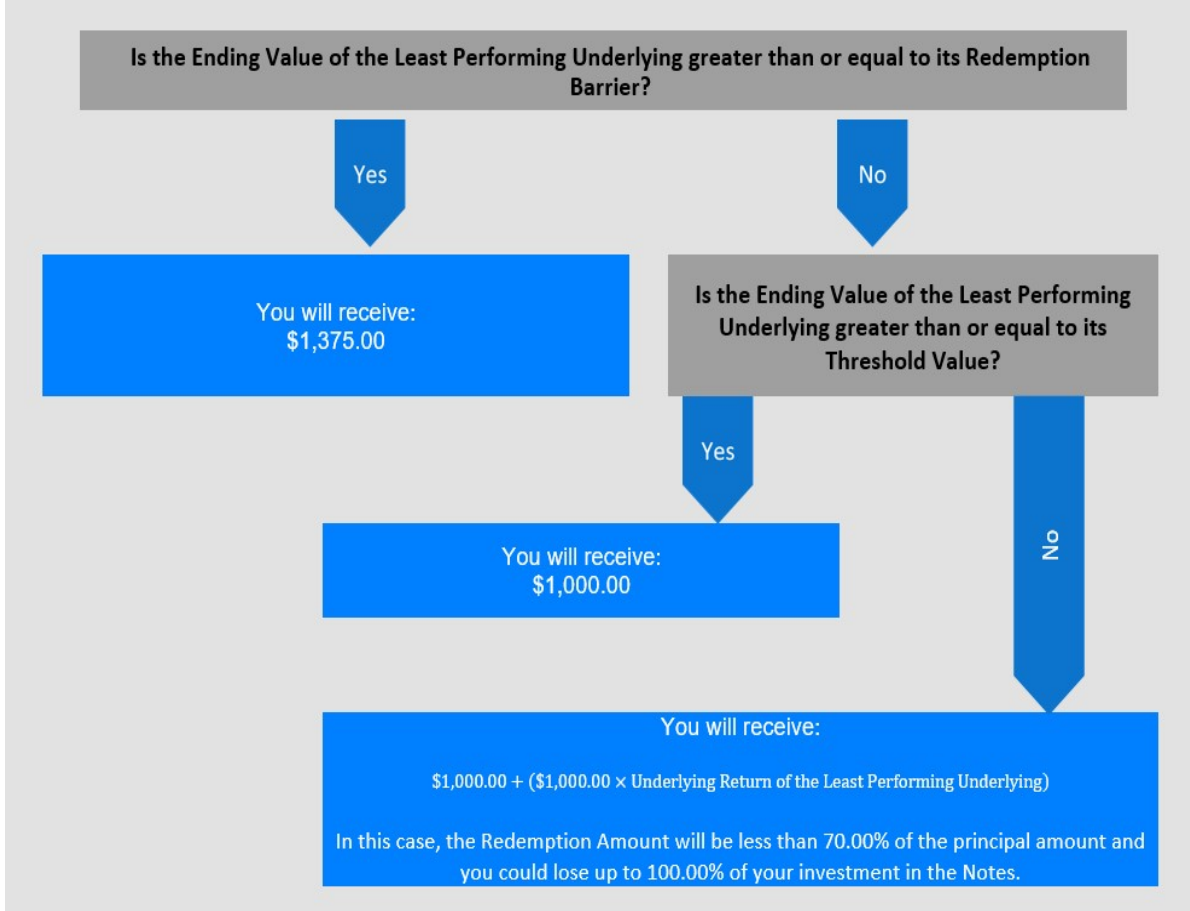 Is the Ending Value of the Least Performing Underlying greater than or equal to its Redemption
Barrier?
Yes
No
You will receive:
$1,375.00
Is the Ending Value of the Least Performing
Underlying greater than or equal to its
Threshold Value?
Yes
No
You will receive:
$1,000.00
You will receive:
$1,000.00 + ($1,000.00 × Underlying Return of the Least Performing Underlying)
In this case, the Redemption Amount will be less than 70.00% of the principal amount and
you could lose up to 100.00% of your investment in the Notes.